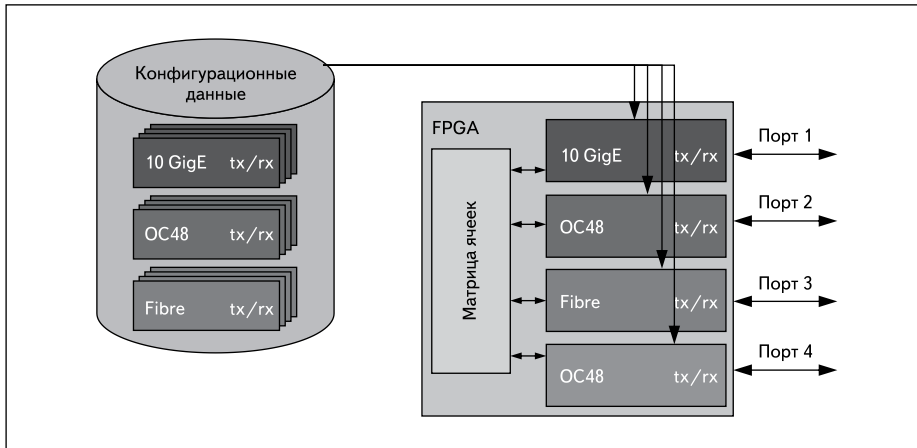 Конфигурационные
данные
10 GigE tx/rx
OC48 tx/rx
Fibre tx/rx
FPGA
Матрица ячеек
10 GigE tx/rx
OC48 tx/rx
Fibre tx/rx
OC48 tx/rx
Порт 1
Порт 2
Порт 3
Порт 4